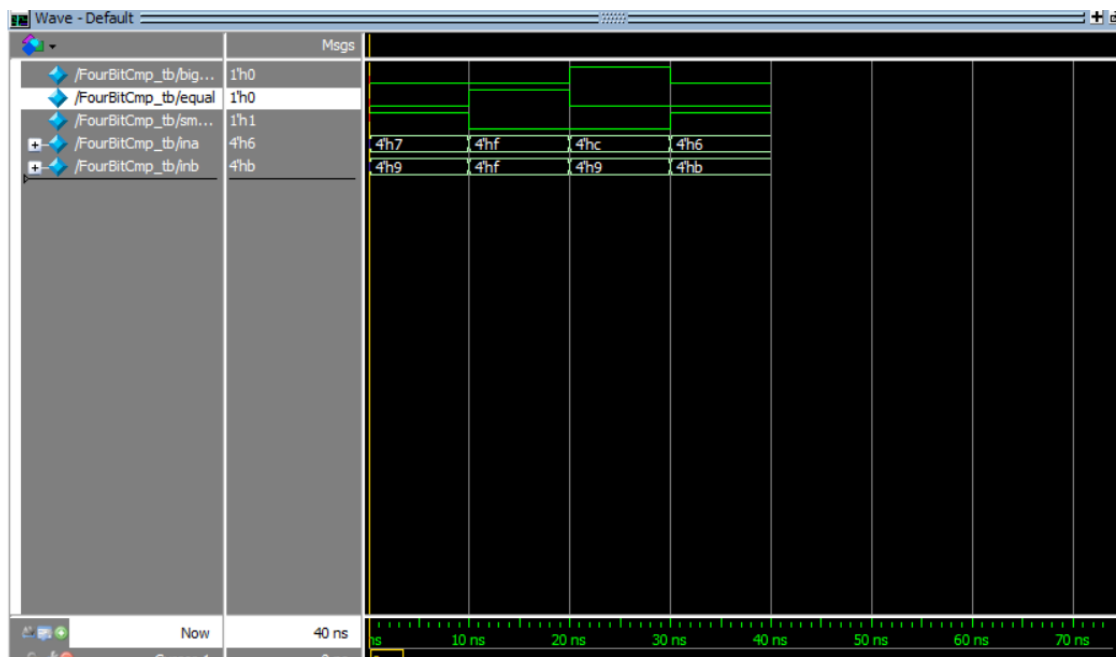 Wave - Default
Msgs
/FourBitCmp_tb/big... 1'h0
/FourBitCmp_tb/equal 1'h0
/FourBitCmp_tb/sm... 1'h1
/FourBitCmp_tb/ina 4'h6 4'h7 4'hf 4'hc 4'h6
/FourBitCmp_tb/inb 4'hb 4'h9 4'hf 4'h9 4'hb
Now 40 ns ns 10 ns 20 ns 30 ns 40 ns 50 ns 60 ns 70 ns